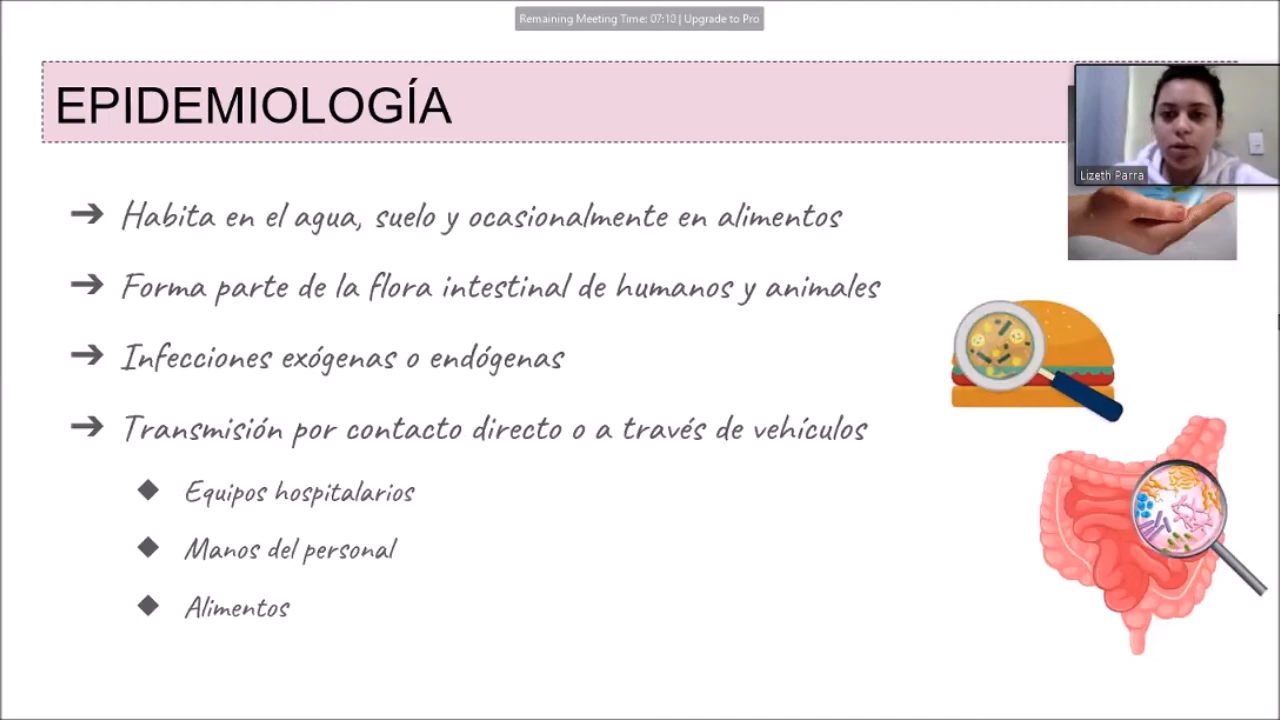 Remaining Meeting Time: 07:10 | Upgrade to Pro
EPIDEMIOLOGÍA
Lizeth Parra
➔ Habita en el agua, suelo y ocasionalmente en alimentos
➔ Forma parte de la flora intestinal de humanos y animales
➔ Infecciones exógenas o endógenas
➔ Transmisión por contacto directo o a través de vehículos
◆ Equipos hospitalarios
◆ Manos del personal
◆ Alimentos